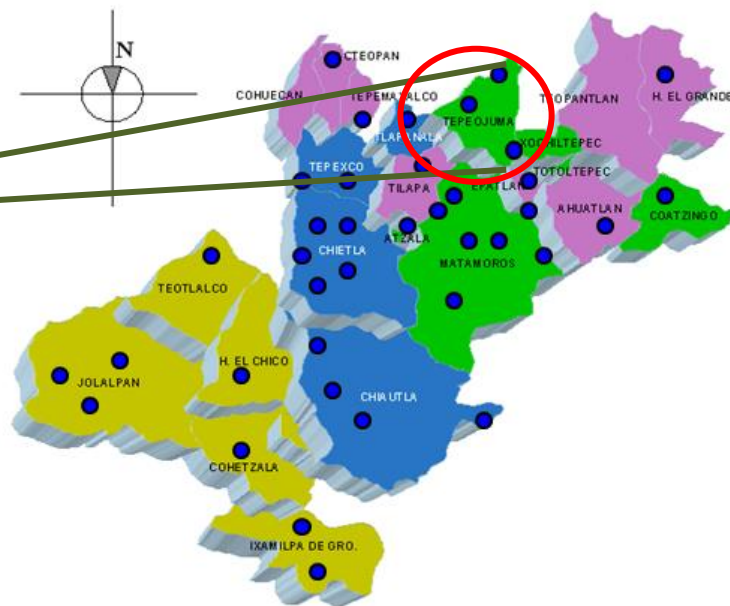 N
CTEOPAN
COHUECAN
TEPEMAXALCO
TEOPANTLAN
H. EL GRANDE
TEPEOJUMA
TLAPANALA
XOCHILTEPEC
TEPEXCO
TILAPA
EPATLAN
TOTOLTEPEC
AHUATLAN
COATZINGO
ATZALA
CHIETLA
MATAMOROS
TEOTLALCO
H. EL CHICO
JOLALPAN
CHIAUTLA
COHETZALA
IXAMILPA DE GRO.